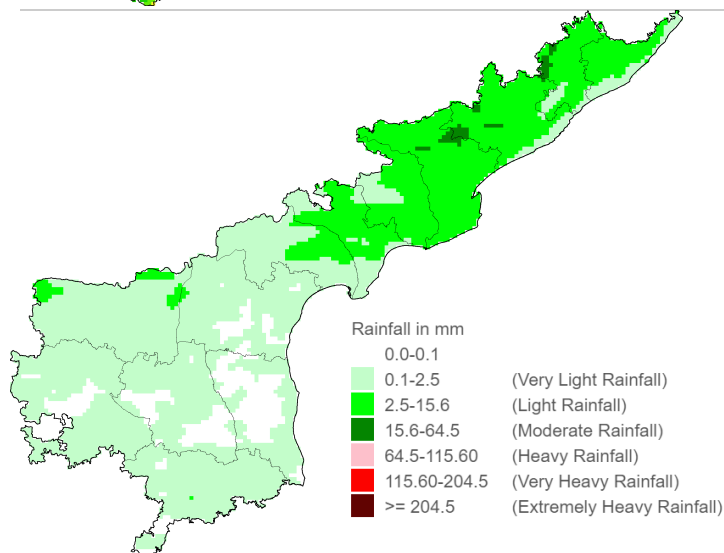 Rainfall in mm
0.0-0.1
0.1-2.5 (Very Light Rainfall)
2.5-15.6 (Light Rainfall)
15.6-64.5 (Moderate Rainfall)
64.5-115.60 (Heavy Rainfall)
115.60-204.5 (Very Heavy Rainfall)
>= 204.5 (Extremely Heavy Rainfall)